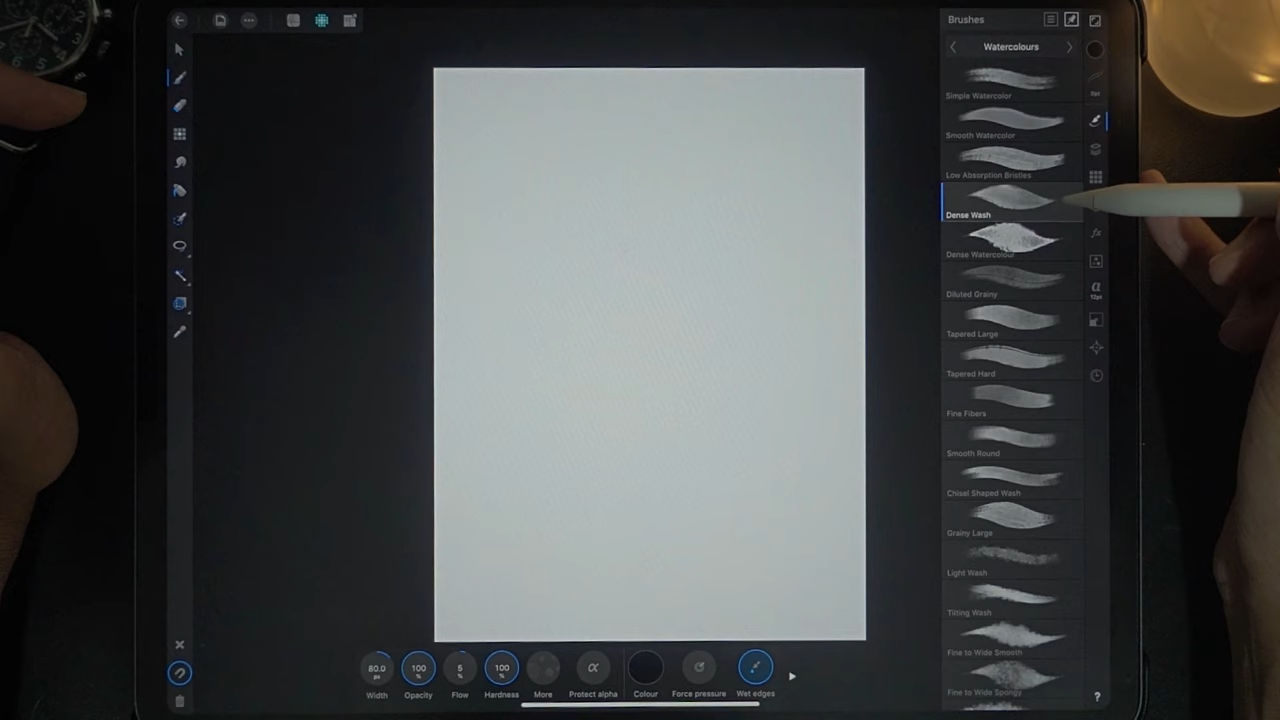 Brushes
Watercolours
Simple Watercolor
Smooth Watercolor
Low Absorption Bristles
Dense Wash
Dense Watercolour
Diluted Grainy
Tapered Large
Tapered Hard
Fine Fibers
Smooth Round
Chisel Shaped Wash
Grainy Large
Light Wash
Tilting Wash
Fine to Wide Smooth
Fine to Wide Spongy
α
12pt
?
80.0
px
Width
100
%
Opacity
5
%
Flow
100
%
Hardness
More
α
Protect alpha
Colour
Force pressure
Wet edges